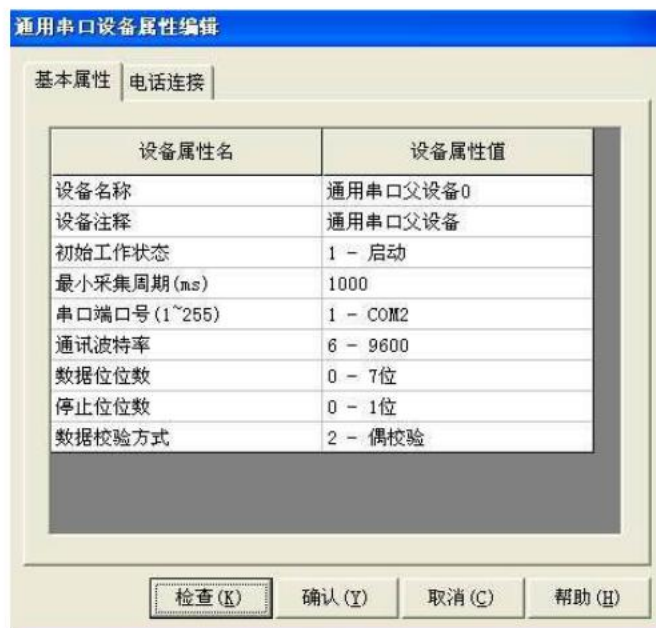 通用串口设备属性编辑
基本属性 电话连接
设备属性名 设备属性值
设备名称 通用串口父设备0
设备注释 通用串口父设备
初始工作状态 1 - 启动
最小采集周期(ms) 1000
串口端口号(1~255) 1 - COM2
通讯波特率 6 - 9600
数据位位数 0 - 7位
停止位位数 0 - 1位
数据校验方式 2 - 偶校验
检查(K) 确认(Y) 取消(C) 帮助(H)